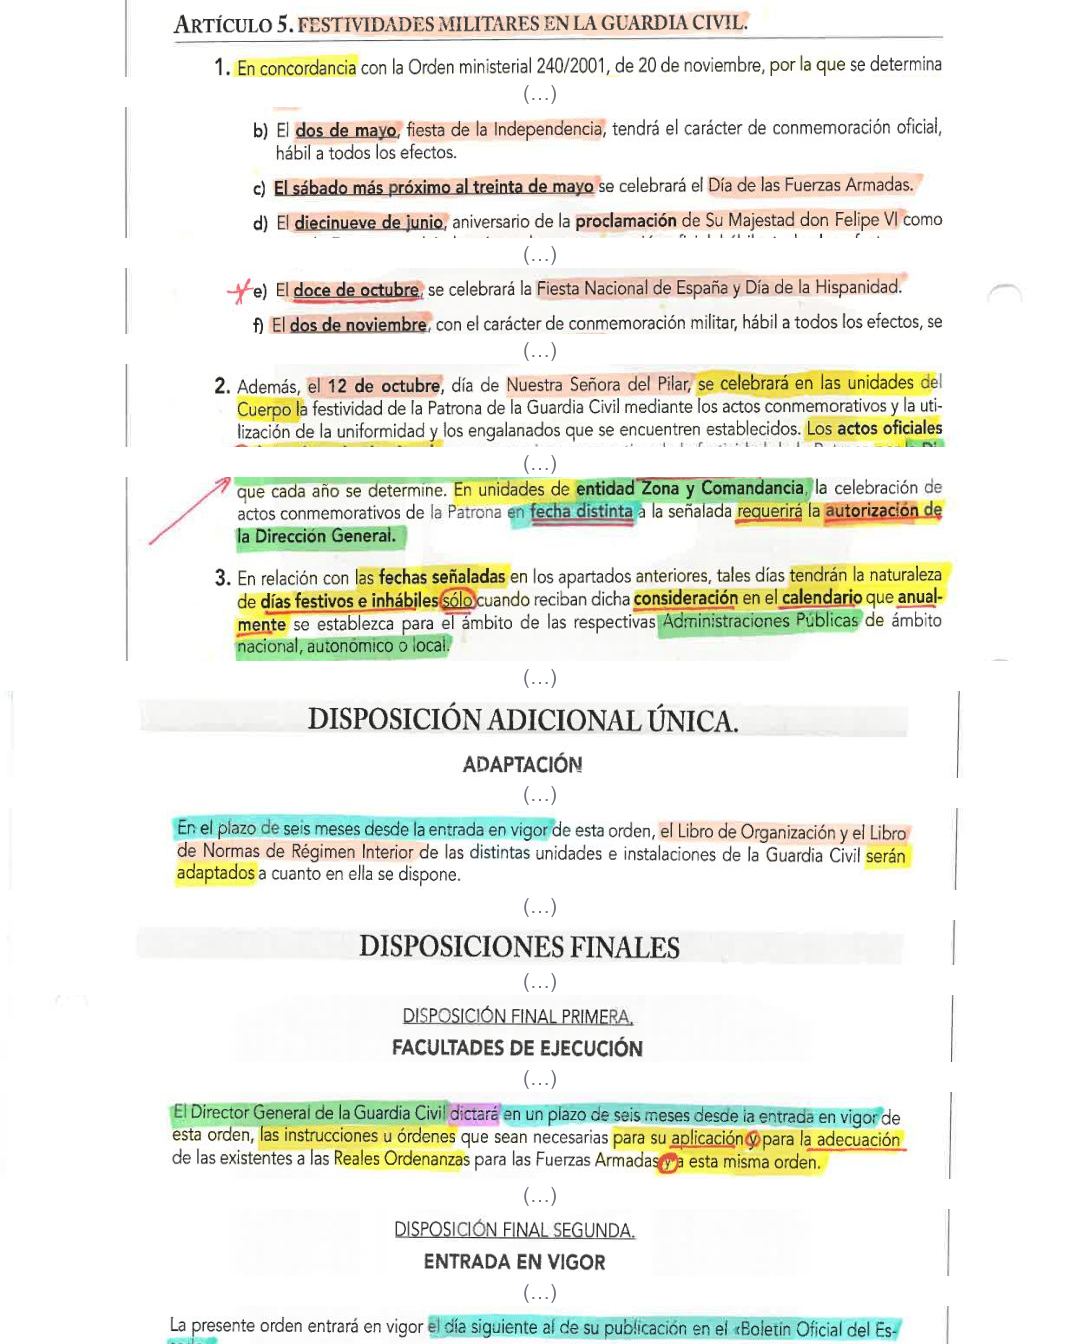 ARTÍCULO 5. FESTIVIDADES MILITARES EN LA GUARDIA CIVIL.
1. En concordancia con la Orden ministerial 240/2001, de 20 de noviembre, por la que se determina
(...)
b) El dos de mayo, fiesta de la Independencia, tendrá el carácter de conmemoración oficial,
hábil a todos los efectos.
c) El sábado más próximo al treinta de mayo se celebrará el Día de las Fuerzas Armadas.
d) El diecinueve de junio, aniversario de la proclamación de Su Majestad don Felipe VI como
(...)
e) El doce de octubre, se celebrará la Fiesta Nacional de España y Día de la Hispanidad.
f) El dos de noviembre, con el carácter de conmemoración militar, hábil a todos los efectos, se
(...)
2. Además, el 12 de octubre, día de Nuestra Señora del Pilar, se celebrará en las unidades del
Cuerpo la festividad de la Patrona de la Guardia Civil mediante los actos conmemorativos y la uti-
lización de la uniformidad y los engalanados que se encuentren establecidos. Los actos oficiales
(...)
que cada año se determine. En unidades de entidad Zona y Comandancia, la celebración de
actos conmemorativos de la Patrona en fecha distinta a la señalada requerirá la autorización de
la Dirección General.
3. En relación con las fechas señaladas en los apartados anteriores, tales días tendrán la naturaleza
de días festivos e inhábiles sólo cuando reciban dicha consideración en el calendario que anual-
mente se establezca para el ámbito de las respectivas Administraciones Públicas de ámbito
nacional, autonómico o local.
(...)
DISPOSICIÓN ADICIONAL ÚNICA.
ADAPTACIÓN
(...)
En el plazo de seis meses desde la entrada en vigor de esta orden, el Libro de Organización y el Libro
de Normas de Régimen Interior de las distintas unidades e instalaciones de la Guardia Civil serán
adaptados a cuanto en ella se dispone.
(...)
DISPOSICIONES FINALES
(...)
DISPOSICIÓN FINAL PRIMERA.
FACULTADES DE EJECUCIÓN
(...)
El Director General de la Guardia Civil dictará en un plazo de seis meses desde la entrada en vigor de
esta orden, las instrucciones u órdenes que sean necesarias para su aplicación y para la adecuación
de las existentes a las Reales Ordenanzas para las Fuerzas Armadas y a esta misma orden.
(...)
DISPOSICIÓN FINAL SEGUNDA.
ENTRADA EN VIGOR
(...)
La presente orden entrará en vigor el día siguiente al de su publicación en el «Boletín Oficial del Es-